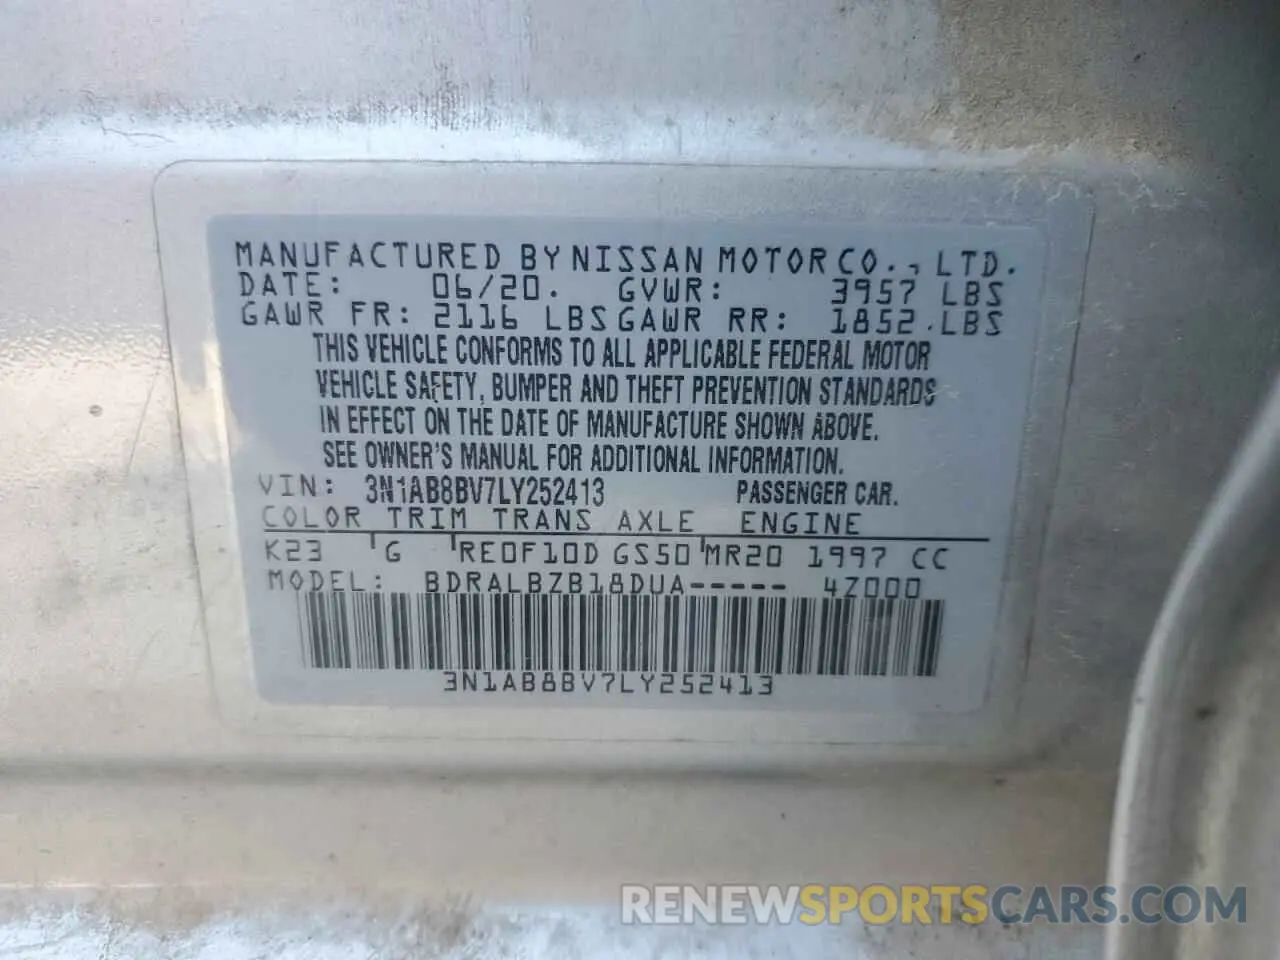 MANUFACTURED BY NISSAN MOTOR CO., LTD.
DATE: 06/20. GVWR: 3957 LBS
GAWR FR: 2116 LBS GAWR RR: 1852 LBS
THIS VEHICLE CONFORMS TO ALL APPLICABLE FEDERAL MOTOR
VEHICLE SAFETY, BUMPER AND THEFT PREVENTION STANDARDS
IN EFFECT ON THE DATE OF MANUFACTURE SHOWN ABOVE.
SEE OWNER'S MANUAL FOR ADDITIONAL INFORMATION.
VIN: 3N1AB8BV7LY252413 PASSENGER CAR.
COLOR TRIM TRANS AXLE ENGINE
K23 G RE0F10D GS50 MR20 1997 CC
MODEL: BDRALBZB18DUA----- 4Z000
3N1AB8BV7LY252413
RENEWSPORTSCARS.COM